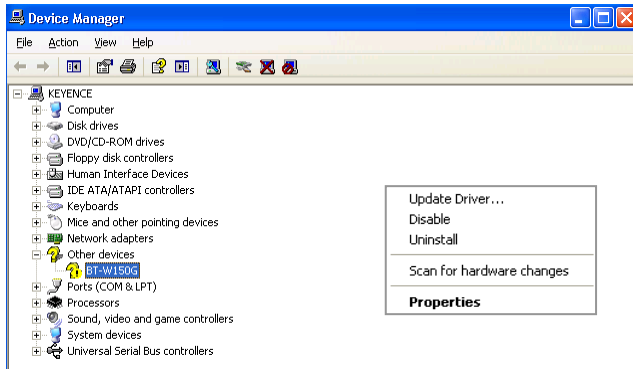 Device Manager
File Action View Help
KEYENCE
Computer
Disk drives
DVD/CD-ROM drives
Floppy disk controllers
Human Interface Devices
IDE ATA/ATAPI controllers
Keyboards
Mice and other pointing devices
Network adapters
Other devices
BT-W150G
Ports (COM & LPT)
Processors
Sound, video and game controllers
System devices
Universal Serial Bus controllers
Update Driver...
Disable
Uninstall
Scan for hardware changes
Properties